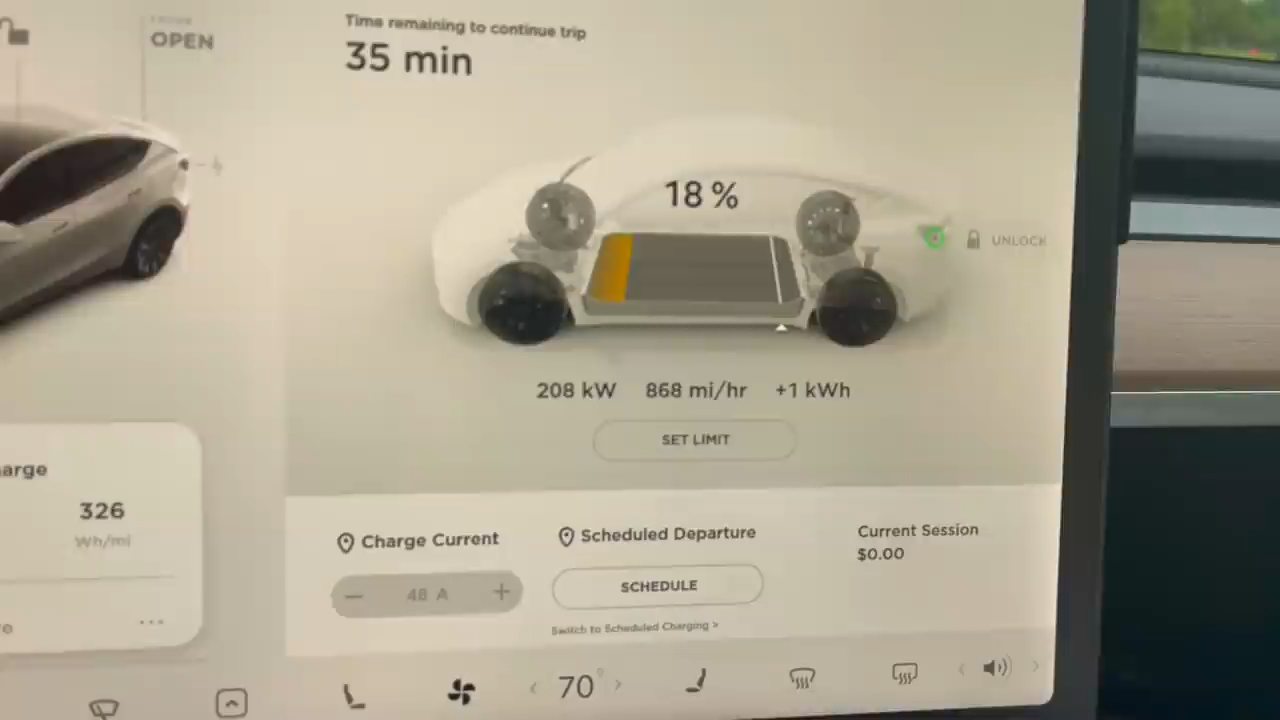 OPEN
Time remaining to continue trip
35 min
18 %
UNLOCK
208 kW 868 mi/hr +1 kWh
SET LIMIT
arge
326
Wh/mi
Charge Current
Scheduled Departure
Current Session
$0.00
− 48 A +
SCHEDULE
Switch to Scheduled Charging >
< 70° >